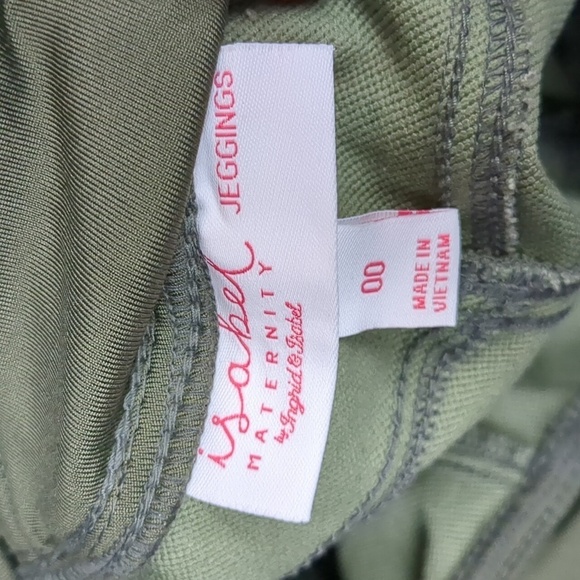 isabel
MATERNITY
by Ingrid & Isabel
JEGGINGS
00
MADE IN
VIETNAM